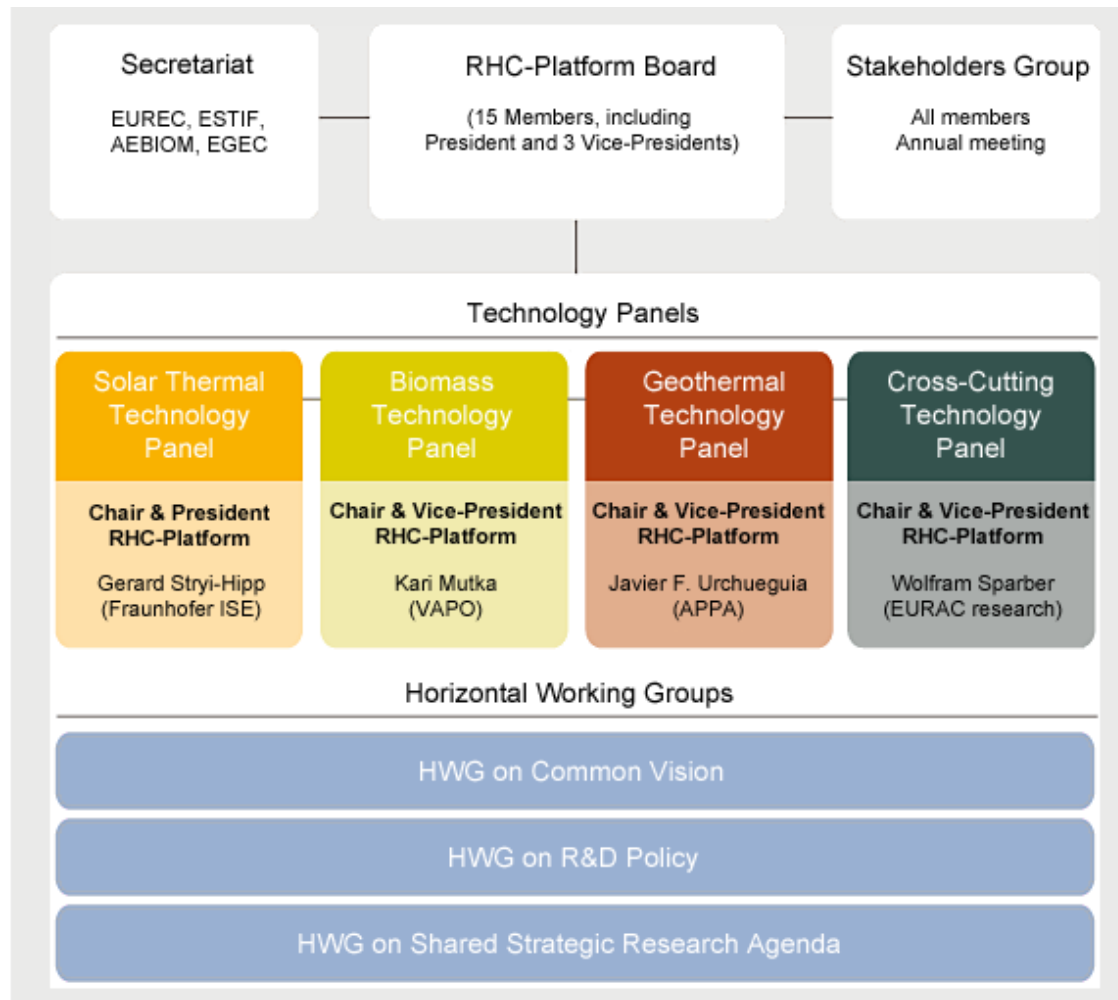 Secretariat
EUREC, ESTIF,
AEBIOM, EGEC
RHC-Platform Board
(15 Members, including
President and 3 Vice-Presidents)
Stakeholders Group
All members
Annual meeting
Technology Panels
Solar Thermal
Technology
Panel
Chair & President
RHC-Platform
Gerard Stryi-Hipp
(Fraunhofer ISE)
Biomass
Technology
Panel
Chair & Vice-President
RHC-Platform
Kari Mutka
(VAPO)
Geothermal
Technology
Panel
Chair & Vice-President
RHC-Platform
Javier F. Urchueguia
(APPA)
Cross-Cutting
Technology
Panel
Chair & Vice-President
RHC-Platform
Wolfram Sparber
(EURAC research)
Horizontal Working Groups
HWG on Common Vision
HWG on R&D Policy
HWG on Shared Strategic Research Agenda